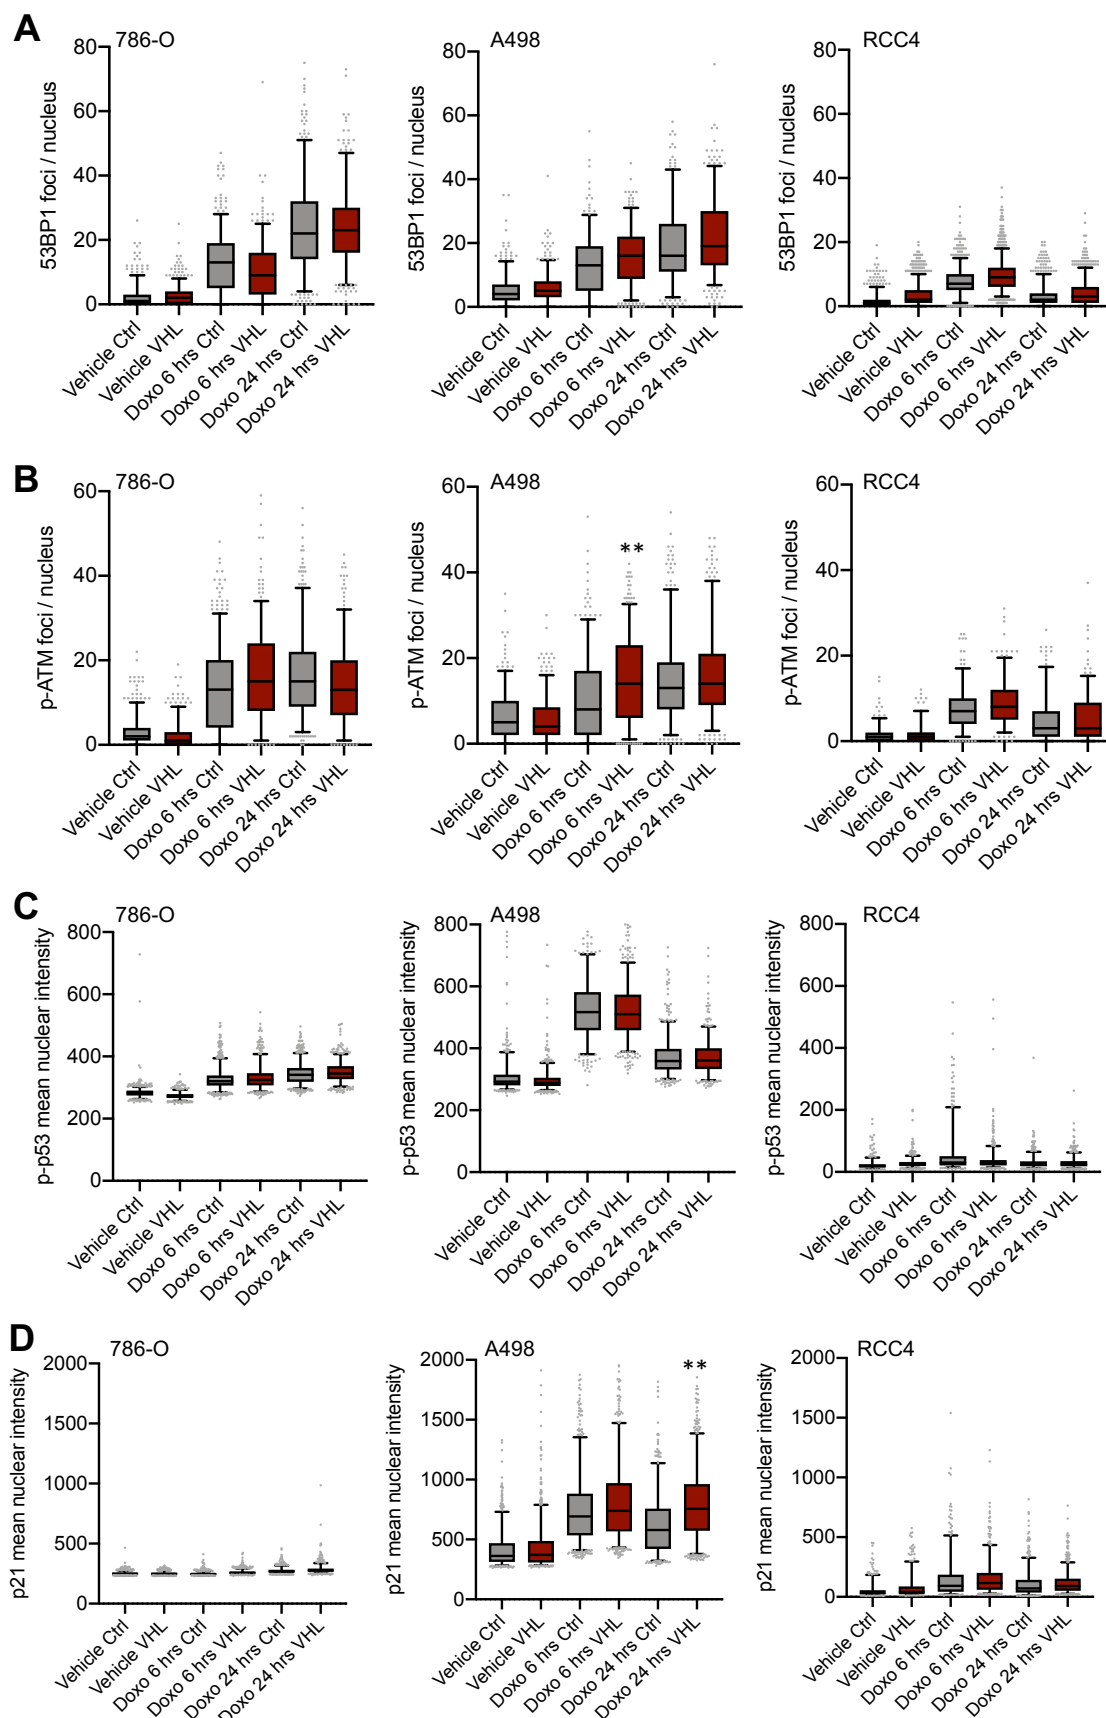 A
786-O
A498
RCC4
53BP1 foci / nucleus
80
60
40
20
0
Vehicle Ctrl
Vehicle VHL
Doxo 6 hrs Ctrl
Doxo 6 hrs VHL
Doxo 24 hrs Ctrl
Doxo 24 hrs VHL
53BP1 foci / nucleus
80
60
40
20
0
Vehicle Ctrl
Vehicle VHL
Doxo 6 hrs Ctrl
Doxo 6 hrs VHL
Doxo 24 hrs Ctrl
Doxo 24 hrs VHL
53BP1 foci / nucleus
80
60
40
20
0
Vehicle Ctrl
Vehicle VHL
Doxo 6 hrs Ctrl
Doxo 6 hrs VHL
Doxo 24 hrs Ctrl
Doxo 24 hrs VHL
B
786-O
A498
RCC4
p-ATM foci / nucleus
60
40
20
0
Vehicle Ctrl
Vehicle VHL
Doxo 6 hrs Ctrl
Doxo 6 hrs VHL
Doxo 24 hrs Ctrl
Doxo 24 hrs VHL
p-ATM foci / nucleus
60
40
20
0
**
Vehicle Ctrl
Vehicle VHL
Doxo 6 hrs Ctrl
Doxo 6 hrs VHL
Doxo 24 hrs Ctrl
Doxo 24 hrs VHL
p-ATM foci / nucleus
60
40
20
0
Vehicle Ctrl
Vehicle VHL
Doxo 6 hrs Ctrl
Doxo 6 hrs VHL
Doxo 24 hrs Ctrl
Doxo 24 hrs VHL
C
786-O
A498
RCC4
p-p53 mean nuclear intensity
800
600
400
200
0
Vehicle Ctrl
Vehicle VHL
Doxo 6 hrs Ctrl
Doxo 6 hrs VHL
Doxo 24 hrs Ctrl
Doxo 24 hrs VHL
p-p53 mean nuclear intensity
800
600
400
200
0
Vehicle Ctrl
Vehicle VHL
Doxo 6 hrs Ctrl
Doxo 6 hrs VHL
Doxo 24 hrs Ctrl
Doxo 24 hrs VHL
p-p53 mean nuclear intensity
800
600
400
200
0
Vehicle Ctrl
Vehicle VHL
Doxo 6 hrs Ctrl
Doxo 6 hrs VHL
Doxo 24 hrs Ctrl
Doxo 24 hrs VHL
D
786-O
A498
RCC4
p21 mean nuclear intensity
2000
1500
1000
500
0
Vehicle Ctrl
Vehicle VHL
Doxo 6 hrs Ctrl
Doxo 6 hrs VHL
Doxo 24 hrs Ctrl
Doxo 24 hrs VHL
p21 mean nuclear intensity
2000
1500
1000
500
0
**
Vehicle Ctrl
Vehicle VHL
Doxo 6 hrs Ctrl
Doxo 6 hrs VHL
Doxo 24 hrs Ctrl
Doxo 24 hrs VHL
p21 mean nuclear intensity
2000
1500
1000
500
0
Vehicle Ctrl
Vehicle VHL
Doxo 6 hrs Ctrl
Doxo 6 hrs VHL
Doxo 24 hrs Ctrl
Doxo 24 hrs VHL